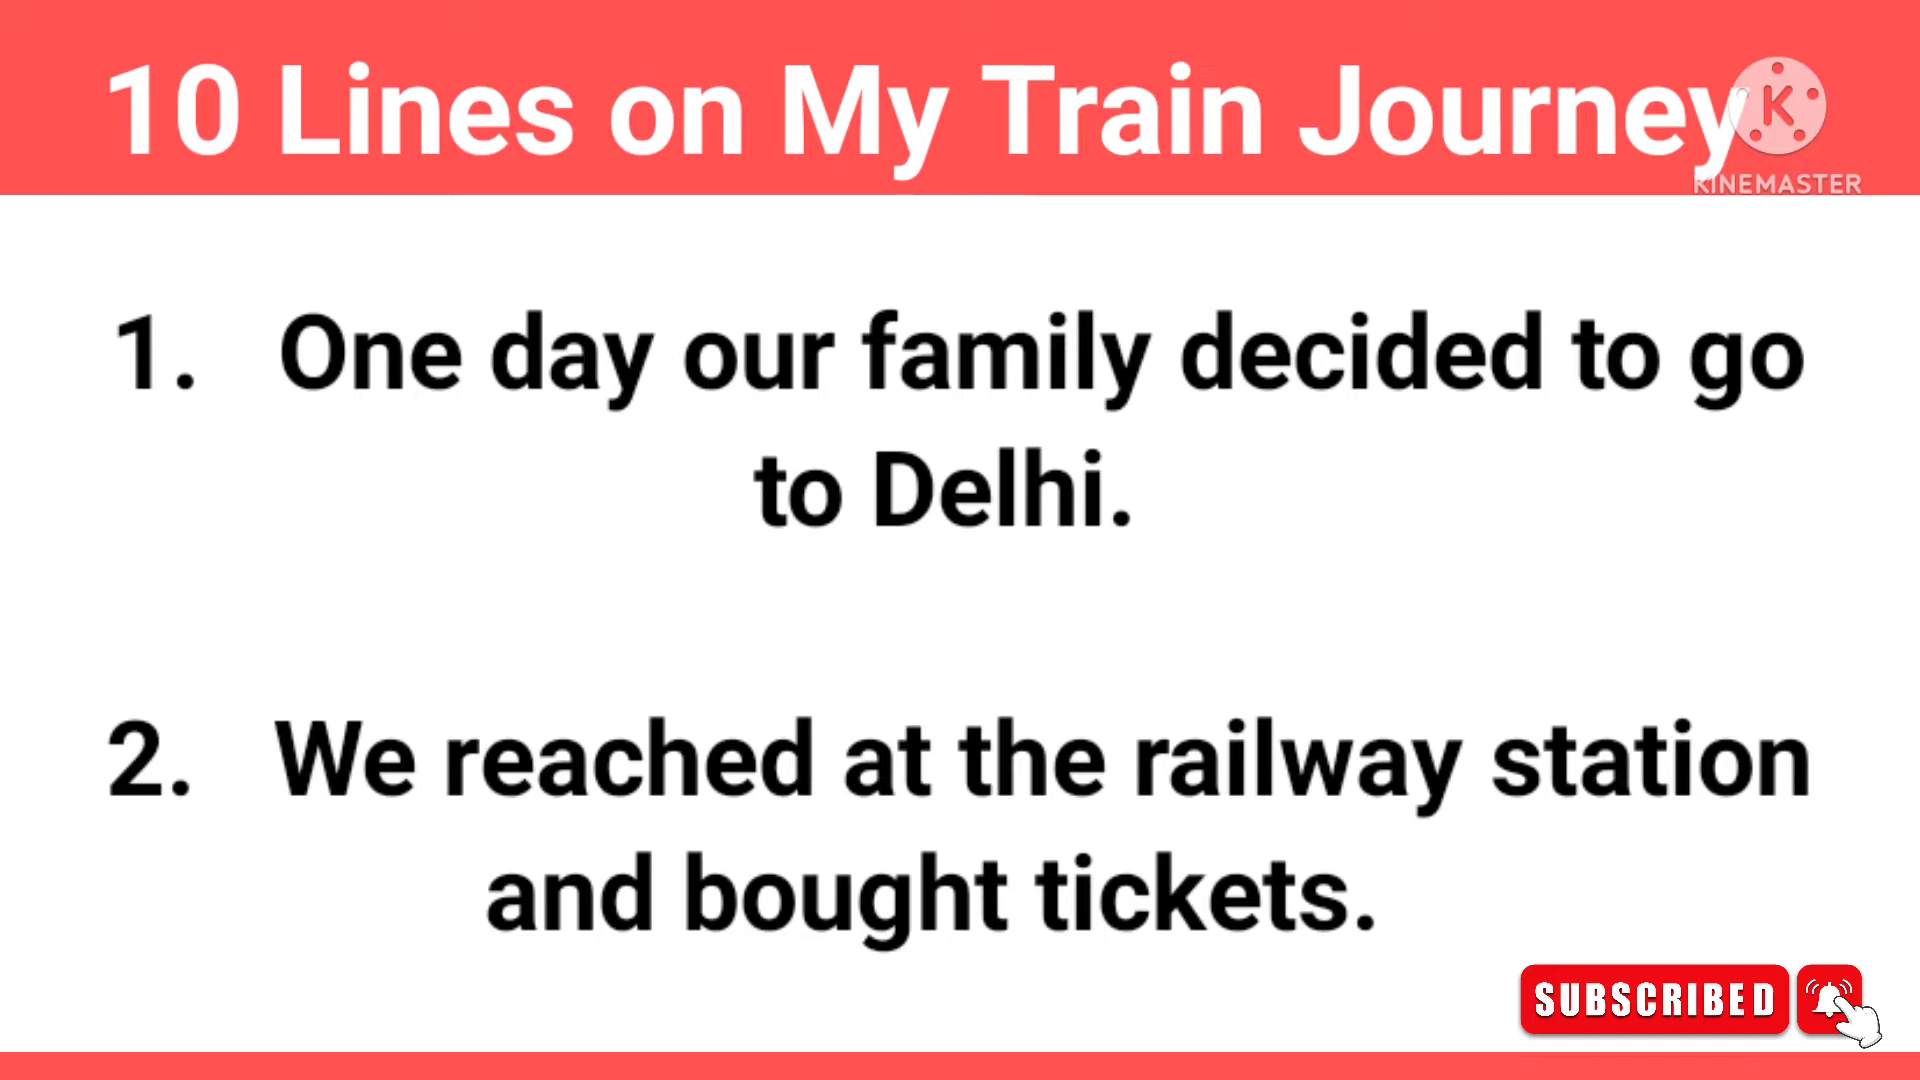 10 Lines on My Train Journey
KINEMASTER
1. One day our family decided to go
to Delhi.
2. We reached at the railway station
and bought tickets.
SUBSCRIBED